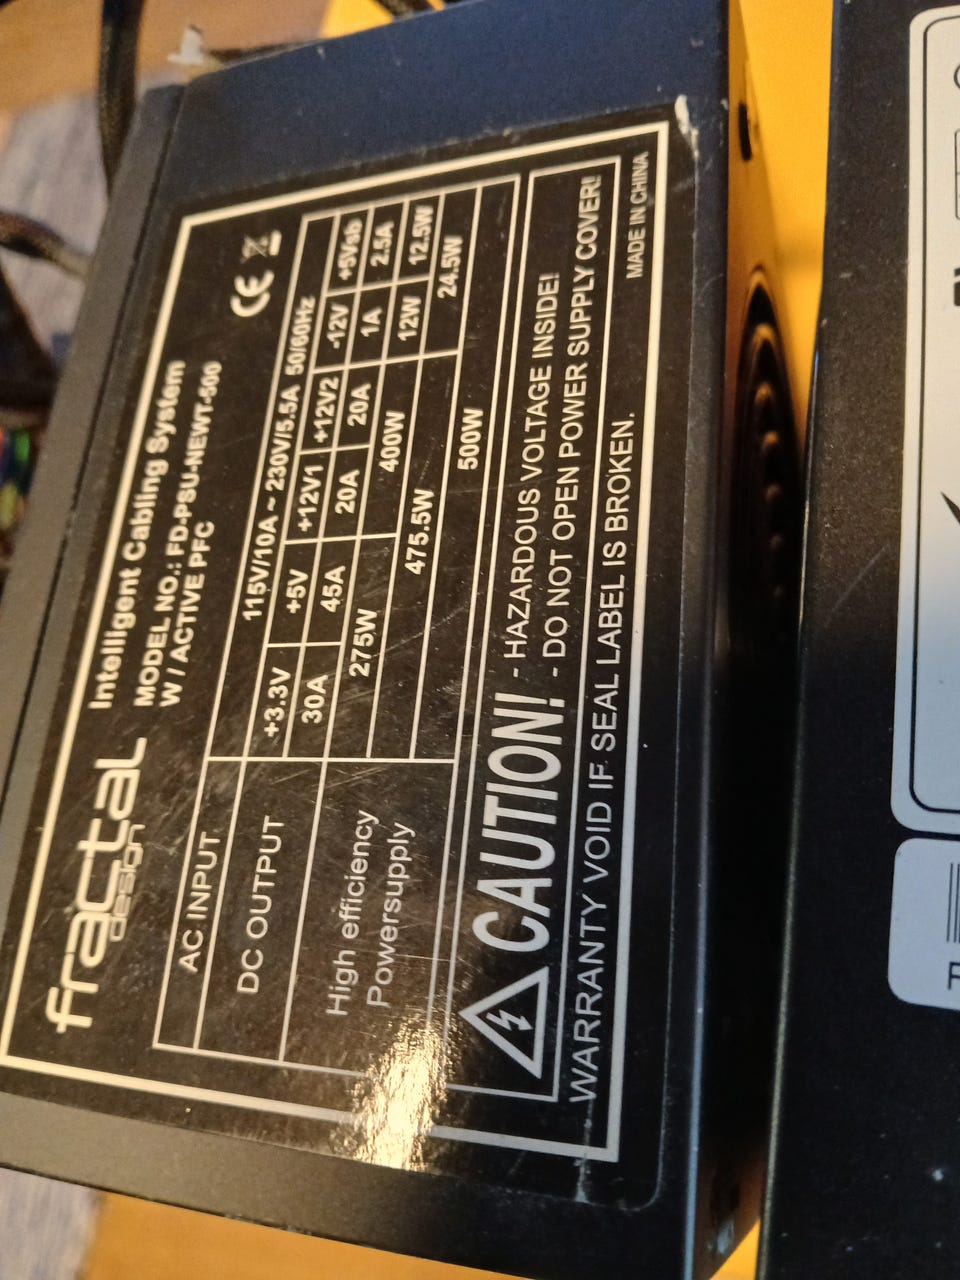 fractal
design
Intelligent Cabling System
MODEL NO.: FD-PSU-NEWT-500
W / ACTIVE PFC
CE
AC INPUT 115V/10A ~ 230V/5.5A 50/60Hz
DC OUTPUT +3.3V +5V +12V1 +12V2 -12V +5Vsb
30A 45A 20A 20A 1A 2.5A
High efficiency
Powersupply
275W 400W 12W 12.5W
475.5W 24.5W
500W
CAUTION!
- HAZARDOUS VOLTAGE INSIDE!
- DO NOT OPEN POWER SUPPLY COVER!
WARRANTY VOID IF SEAL LABEL IS BROKEN.
MADE IN CHINA